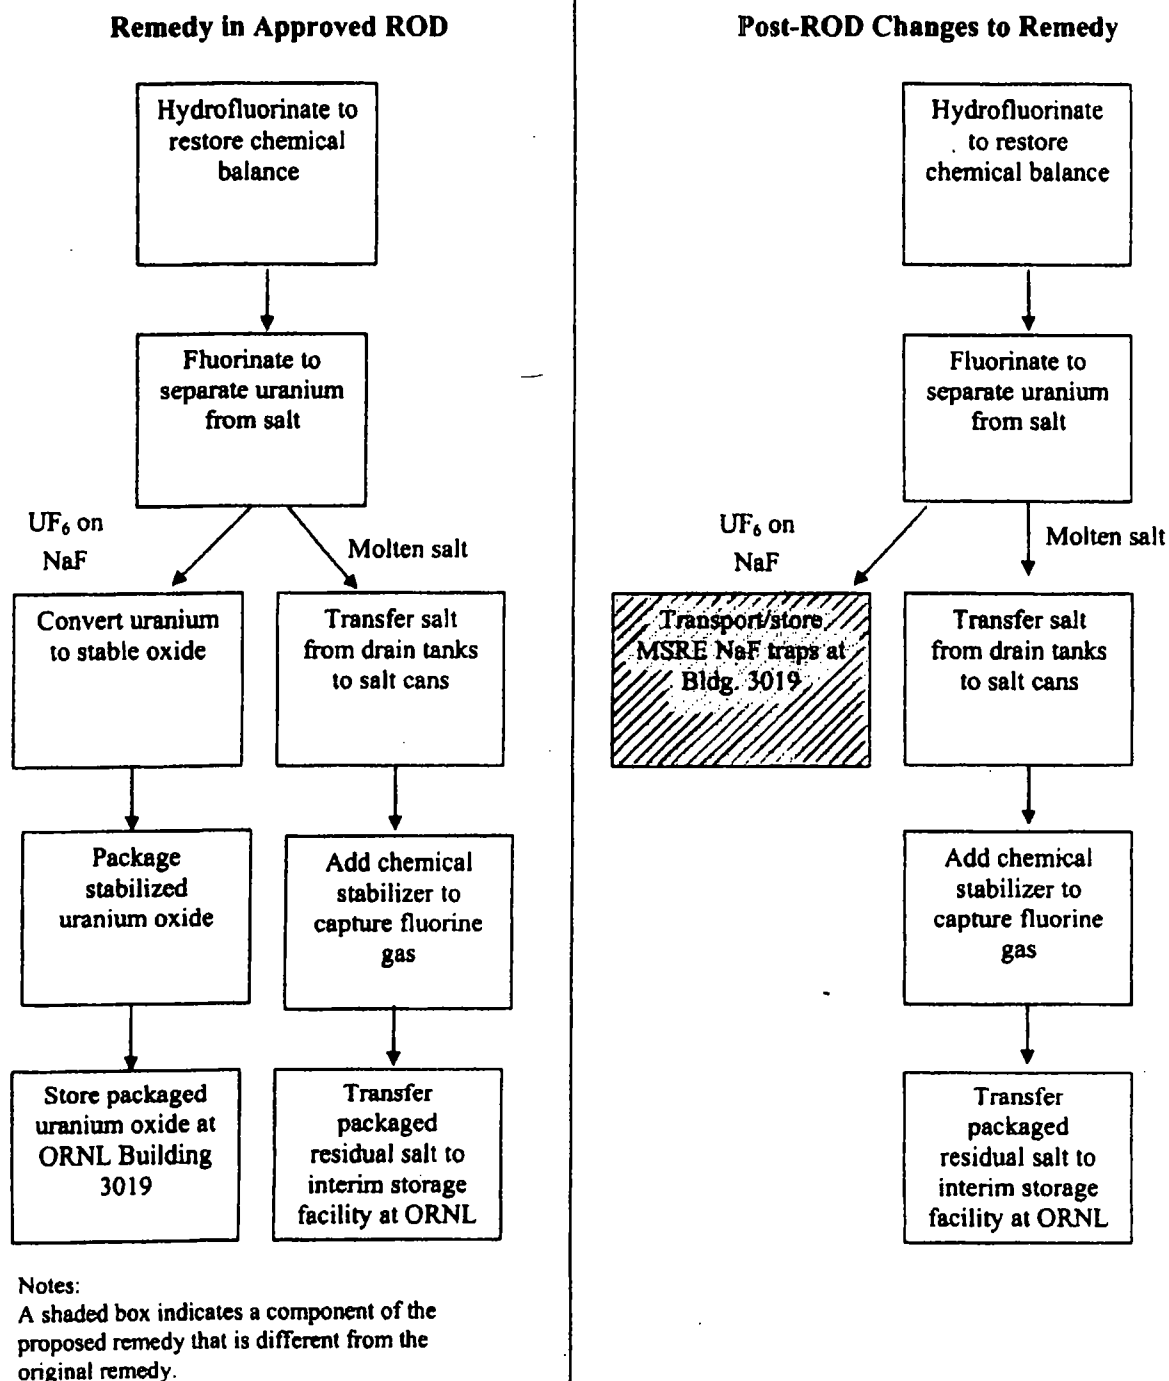 Remedy in Approved ROD
Hydrofluorinate to
restore chemical
balance
Fluorinate to
separate uranium
from salt
UF₆ on
NaF
Molten salt
Convert uranium
to stable oxide
Transfer salt
from drain tanks
to salt cans
Package
stabilized
uranium oxide
Add chemical
stabilizer to
capture fluorine
gas
Store packaged
uranium oxide at
ORNL Building
3019
Transfer
packaged
residual salt to
interim storage
facility at ORNL
Notes:
A shaded box indicates a component of the
proposed remedy that is different from the
original remedy.
Post-ROD Changes to Remedy
Hydrofluorinate
to restore
chemical balance
Fluorinate to
separate uranium
from salt
UF₆ on
NaF
Molten salt
Transport/store
MSRE NaF traps at
Bldg. 3019
Transfer salt
from drain tanks
to salt cans
Add chemical
stabilizer to
capture fluorine
gas
Transfer
packaged
residual salt to
interim storage
facility at ORNL